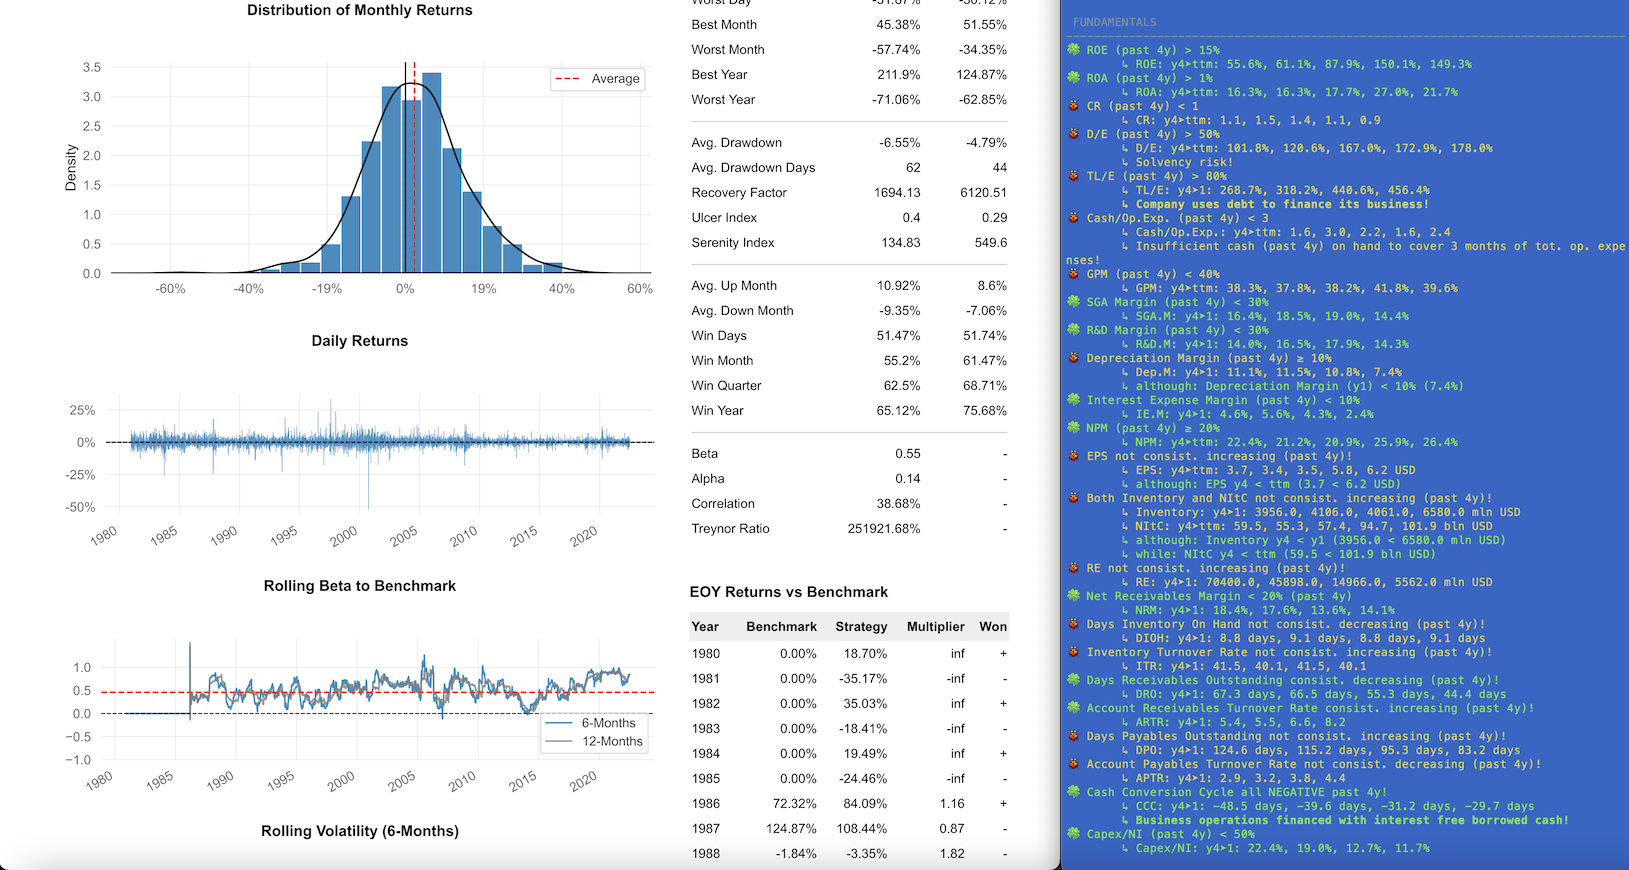 Distribution of Monthly Returns
Average
3.5
3.0
2.5
2.0
1.5
1.0
0.5
0.0
Density
-60% -40% -19% 0% 19% 40% 60%
Daily Returns
25%
0%
-25%
-50%
1980 1985 1990 1995 2000 2005 2010 2015 2020
Rolling Beta to Benchmark
1.0
0.5
0.0
−0.5
−1.0
6-Months
12-Months
1980 1985 1990 1995 2000 2005 2010 2015 2020
Rolling Volatility (6-Months)
Worst Day -51.87% -30.12%
Best Month 45.38% 51.55%
Worst Month -57.74% -34.35%
Best Year 211.9% 124.87%
Worst Year -71.06% -62.85%
Avg. Drawdown -6.55% -4.79%
Avg. Drawdown Days 62 44
Recovery Factor 1694.13 6120.51
Ulcer Index 0.4 0.29
Serenity Index 134.83 549.6
Avg. Up Month 10.92% 8.6%
Avg. Down Month -9.35% -7.06%
Win Days 51.47% 51.74%
Win Month 55.2% 61.47%
Win Quarter 62.5% 68.71%
Win Year 65.12% 75.68%
Beta 0.55 -
Alpha 0.14 -
Correlation 38.68% -
Treynor Ratio 251921.68% -
EOY Returns vs Benchmark
Year Benchmark Strategy Multiplier Won
1980 0.00% 18.70% inf +
1981 0.00% -35.17% -inf -
1982 0.00% 35.03% inf +
1983 0.00% -18.41% -inf -
1984 0.00% 19.49% inf +
1985 0.00% -24.46% -inf -
1986 72.32% 84.09% 1.16 +
1987 124.87% 108.44% 0.87 -
1988 -1.84% -3.35% 1.82 -
FUNDAMENTALS
ROE (past 4y) > 15%
↳ ROE: y4➤ttm: 55.6%, 61.1%, 87.9%, 150.1%, 149.3%
ROA (past 4y) > 1%
↳ ROA: y4➤ttm: 16.3%, 16.3%, 17.7%, 27.0%, 21.7%
CR (past 4y) < 1
↳ CR: y4➤ttm: 1.1, 1.5, 1.4, 1.1, 0.9
D/E (past 4y) > 50%
↳ D/E: y4➤ttm: 101.8%, 120.6%, 167.0%, 172.9%, 178.0%
↳ Solvency risk!
TL/E (past 4y) > 80%
↳ TL/E: y4➤1: 268.7%, 318.2%, 440.6%, 456.4%
↳ Company uses debt to finance its business!
Cash/Op.Exp. (past 4y) < 3
↳ Cash/Op.Exp.: y4➤ttm: 1.6, 3.0, 2.2, 1.6, 2.4
↳ Insufficient cash (past 4y) on hand to cover 3 months of tot. op. expe
nses!
GPM (past 4y) < 40%
↳ GPM: y4➤ttm: 38.3%, 37.8%, 38.2%, 41.8%, 39.6%
SGA Margin (past 4y) < 30%
↳ SGA.M: y4➤1: 16.4%, 18.5%, 19.0%, 14.4%
R&D Margin (past 4y) < 30%
↳ R&D.M: y4➤1: 14.0%, 16.5%, 17.9%, 14.3%
Depreciation Margin (past 4y) ≥ 10%
↳ Dep.M: y4➤1: 11.1%, 11.5%, 10.8%, 7.4%
↳ although: Depreciation Margin (y1) < 10% (7.4%)
Interest Expense Margin (past 4y) < 10%
↳ IE.M: y4➤1: 4.6%, 5.6%, 4.3%, 2.4%
NPM (past 4y) ≥ 20%
↳ NPM: y4➤ttm: 22.4%, 21.2%, 20.9%, 25.9%, 26.4%
EPS not consist. increasing (past 4y)!
↳ EPS: y4➤ttm: 3.7, 3.4, 3.5, 5.8, 6.2 USD
↳ although: EPS y4 < ttm (3.7 < 6.2 USD)
Both Inventory and NItC not consist. increasing (past 4y)!
↳ Inventory: y4➤1: 3956.0, 4106.0, 4061.0, 6580.0 mln USD
↳ NItC: y4➤ttm: 59.5, 55.3, 57.4, 94.7, 101.9 bln USD
↳ although: Inventory y4 < y1 (3956.0 < 6580.0 mln USD)
↳ while: NItC y4 < ttm (59.5 < 101.9 bln USD)
RE not consist. increasing (past 4y)!
↳ RE: y4➤1: 70400.0, 45898.0, 14966.0, 5562.0 mln USD
Net Receivables Margin < 20% (past 4y)
↳ NRM: y4➤1: 18.4%, 17.6%, 13.6%, 14.1%
Days Inventory On Hand not consist. decreasing (past 4y)!
↳ DIOH: y4➤1: 8.8 days, 9.1 days, 8.8 days, 9.1 days
Inventory Turnover Rate not consist. increasing (past 4y)!
↳ ITR: y4➤1: 41.5, 40.1, 41.5, 40.1
Days Receivables Outstanding consist. decreasing (past 4y)!
↳ DRO: y4➤1: 67.3 days, 66.5 days, 55.3 days, 44.4 days
Account Receivables Turnover Rate consist. increasing (past 4y)!
↳ ARTR: y4➤1: 5.4, 5.5, 6.6, 8.2
Days Payables Outstanding not consist. increasing (past 4y)!
↳ DPO: y4➤1: 124.6 days, 115.2 days, 95.3 days, 83.2 days
Account Payables Turnover Rate not consist. decreasing (past 4y)!
↳ APTR: y4➤1: 2.9, 3.2, 3.8, 4.4
Cash Conversion Cycle all NEGATIVE past 4y!
↳ CCC: y4➤1: −48.5 days, −39.6 days, −31.2 days, −29.7 days
↳ Business operations financed with interest free borrowed cash!
Capex/NI (past 4y) < 50%
↳ Capex/NI: y4➤1: 22.4%, 19.0%, 12.7%, 11.7%